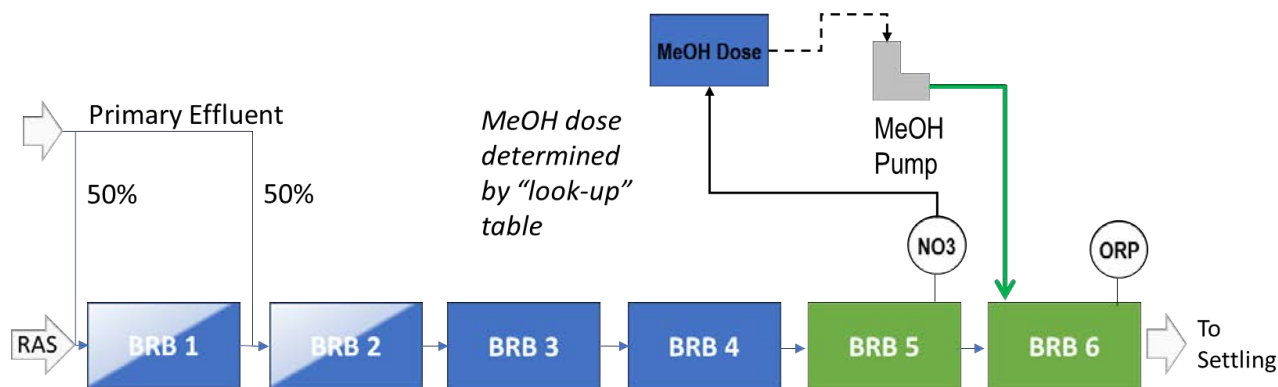 MeOH Dose
Primary Effluent
MeOH dose
determined
by “look-up”
table
MeOH
Pump
50%
50%
NO3
ORP
RAS
BRB 1
BRB 2
BRB 3
BRB 4
BRB 5
BRB 6
To
Settling